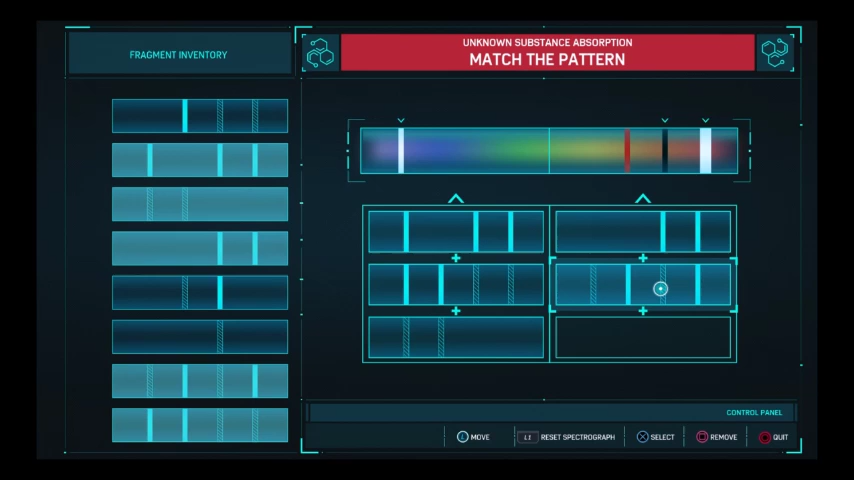 FRAGMENT INVENTORY
UNKNOWN SUBSTANCE ABSORPTION
MATCH THE PATTERN
CONTROL PANEL
L MOVE
L1 RESET SPECTROGRAPH
SELECT
REMOVE
QUIT